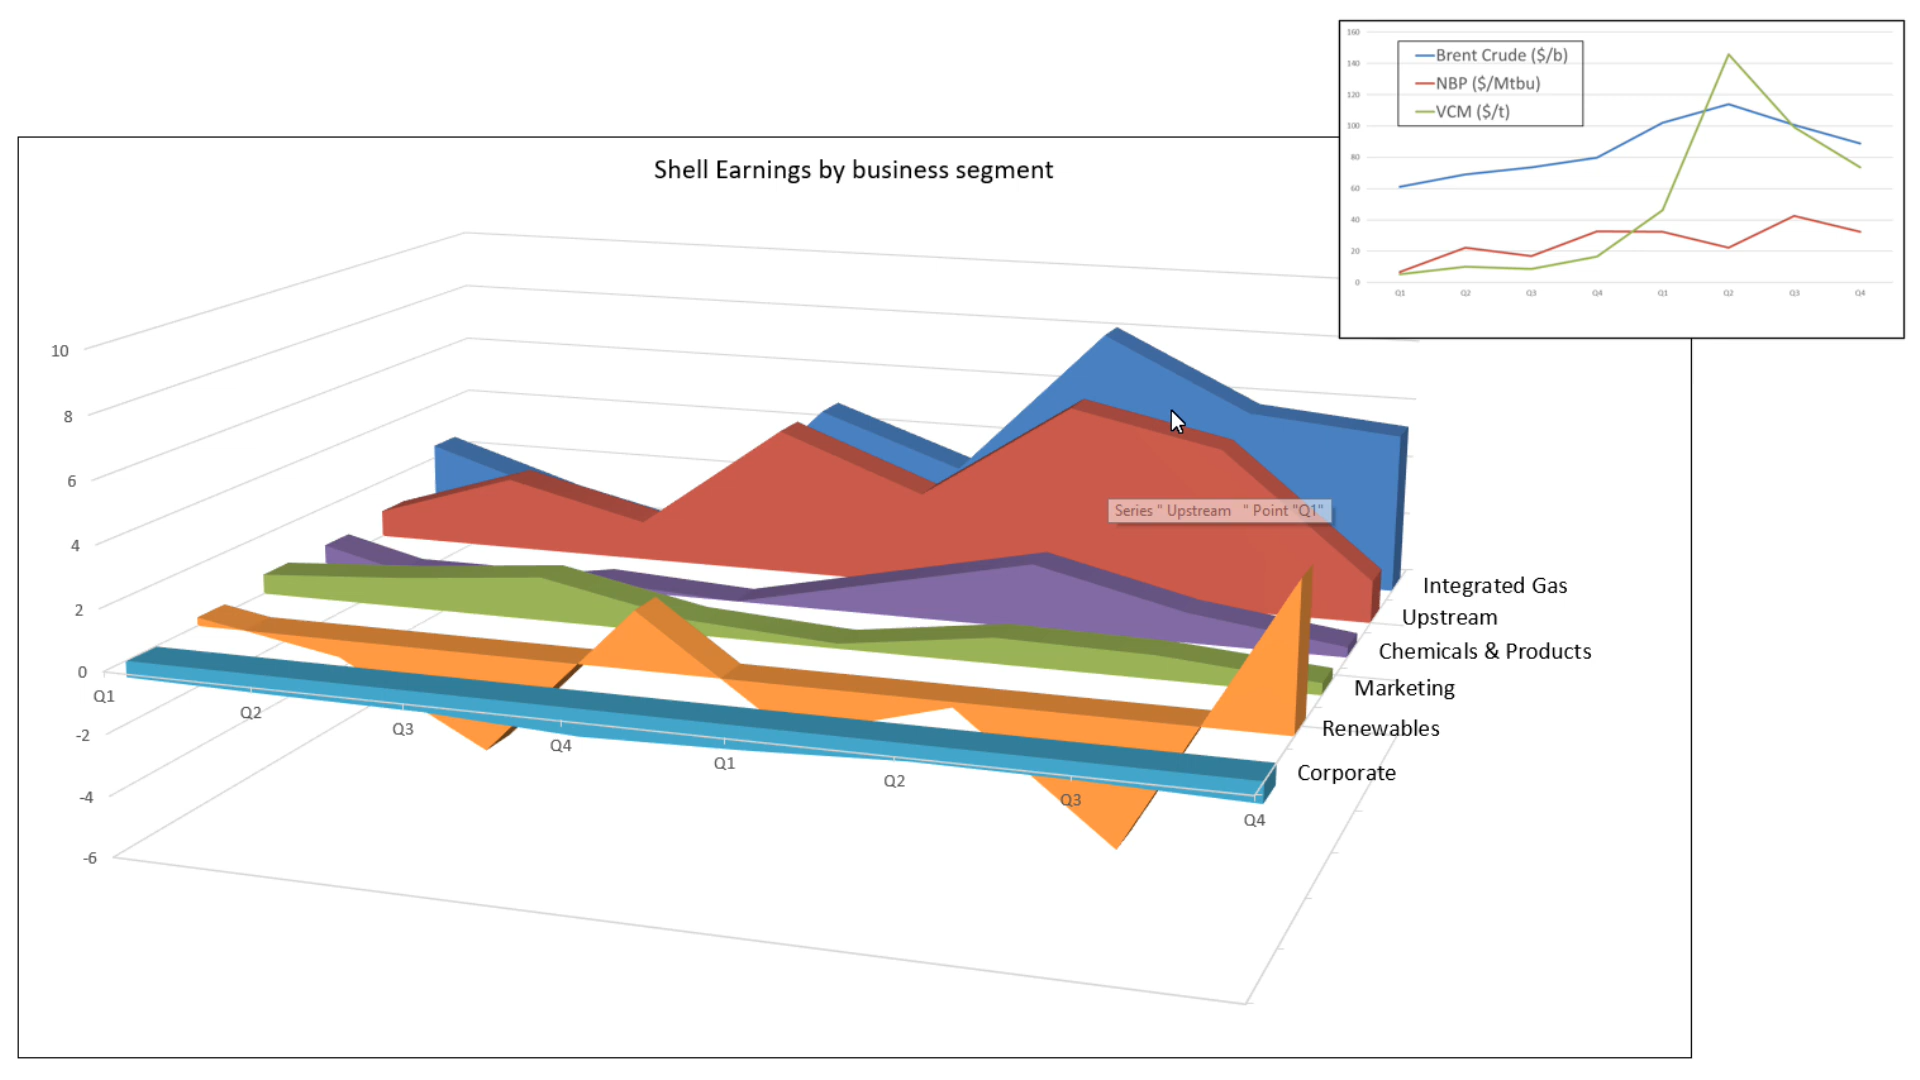 160
140
120
100
80
60
40
20
0
Brent Crude ($/b)
NBP ($/Mtbu)
VCM ($/t)
Q1 Q2 Q3 Q4 Q1 Q2 Q3 Q4
Shell Earnings by business segment
10
8
6
4
2
0
-2
-4
-6
Q1 Q2 Q3 Q4 Q1 Q2 Q3 Q4
Series " Upstream " Point "Q1"
Integrated Gas
Upstream
Chemicals & Products
Marketing
Renewables
Corporate